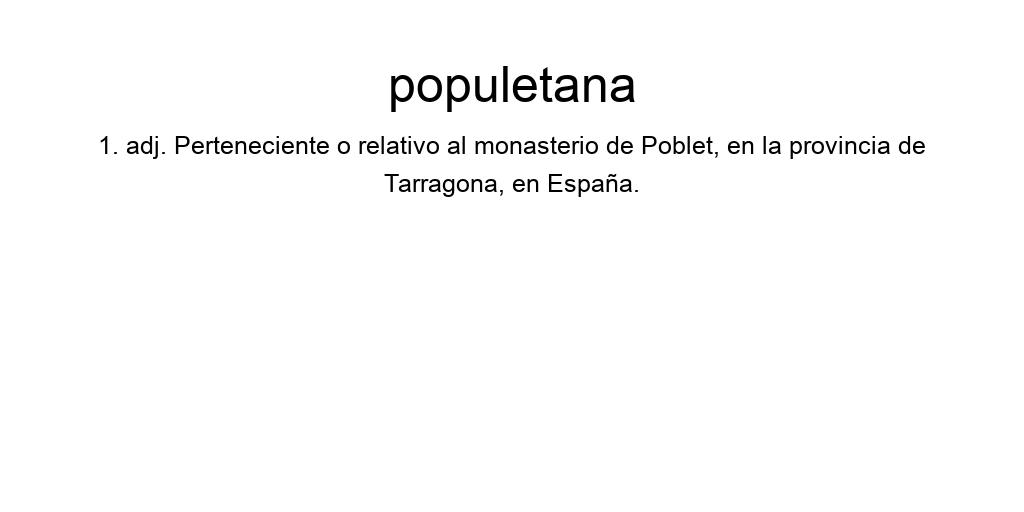 populetana
1. adj. Perteneciente o relativo al monasterio de Poblet, en la provincia de
Tarragona, en España.